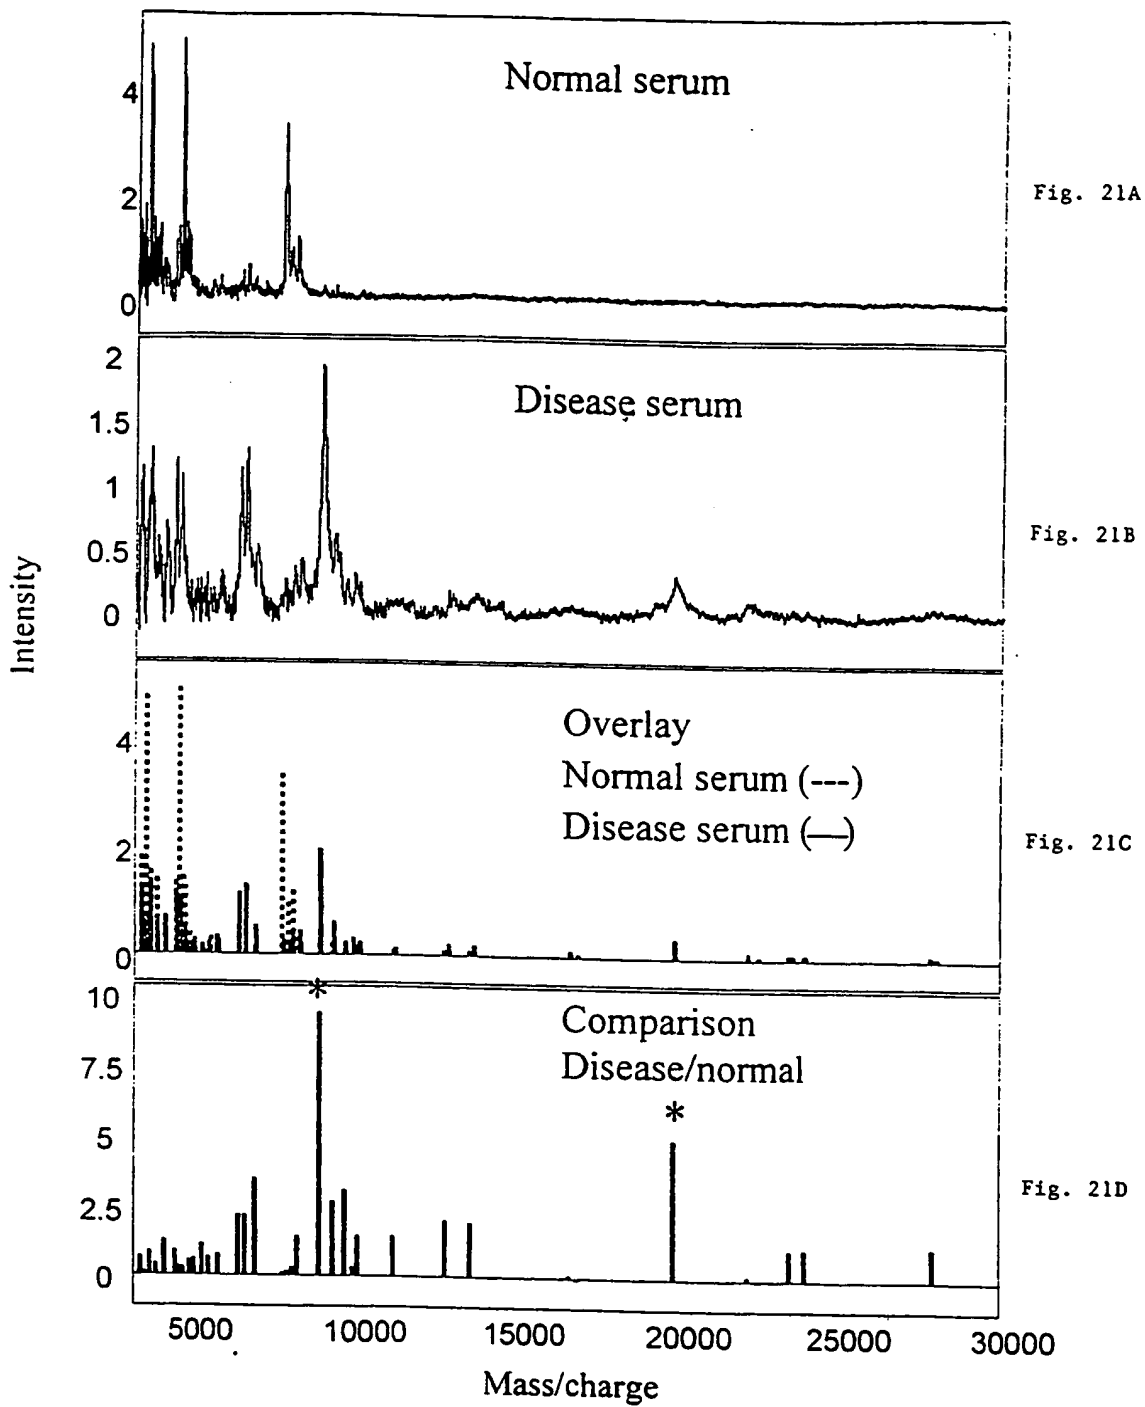 4
Normal serum
2
Fig. 21A
0
2
Disease serum
1.5
1
Fig. 21B
0.5
0
Intensity
Overlay
4
Normal serum (---)
Disease serum (—)
2
Fig. 21C
0
10
*
Comparison
7.5
Disease/normal
*
5
Fig. 21D
2.5
0
5000 10000 15000 20000 25000 30000
Mass/charge